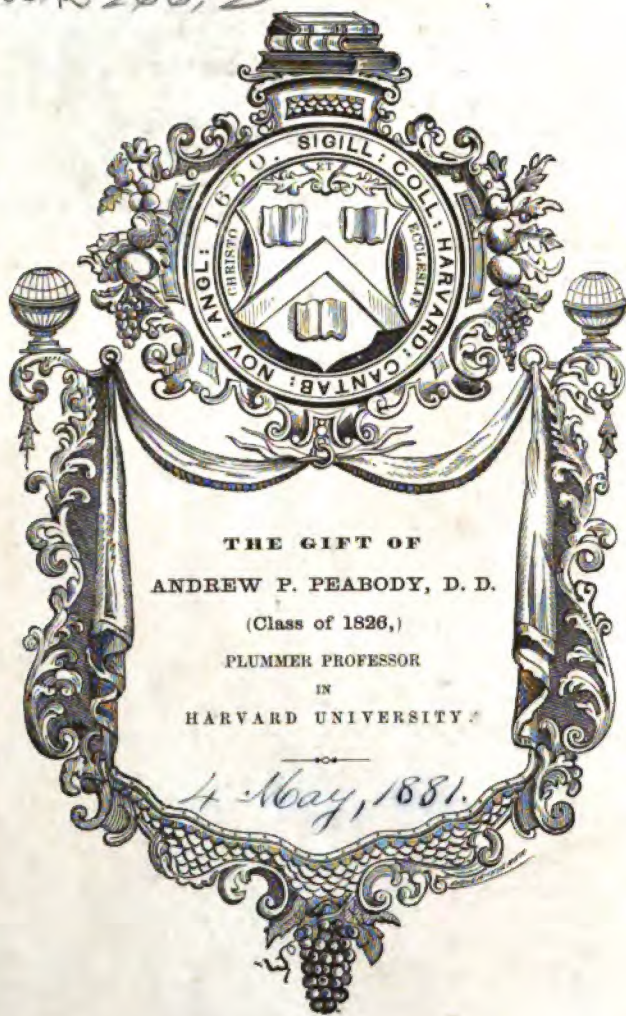 SIGILL: COLL: HARVARD: CANTAB: NOV: ANGL: 1650.
CHRISTO
ET
ECCLESIAE
THE GIFT OF
ANDREW P. PEABODY, D. D.
(Class of 1826,)
PLUMMER PROFESSOR
IN
HARVARD UNIVERSITY.
4 May, 1881.